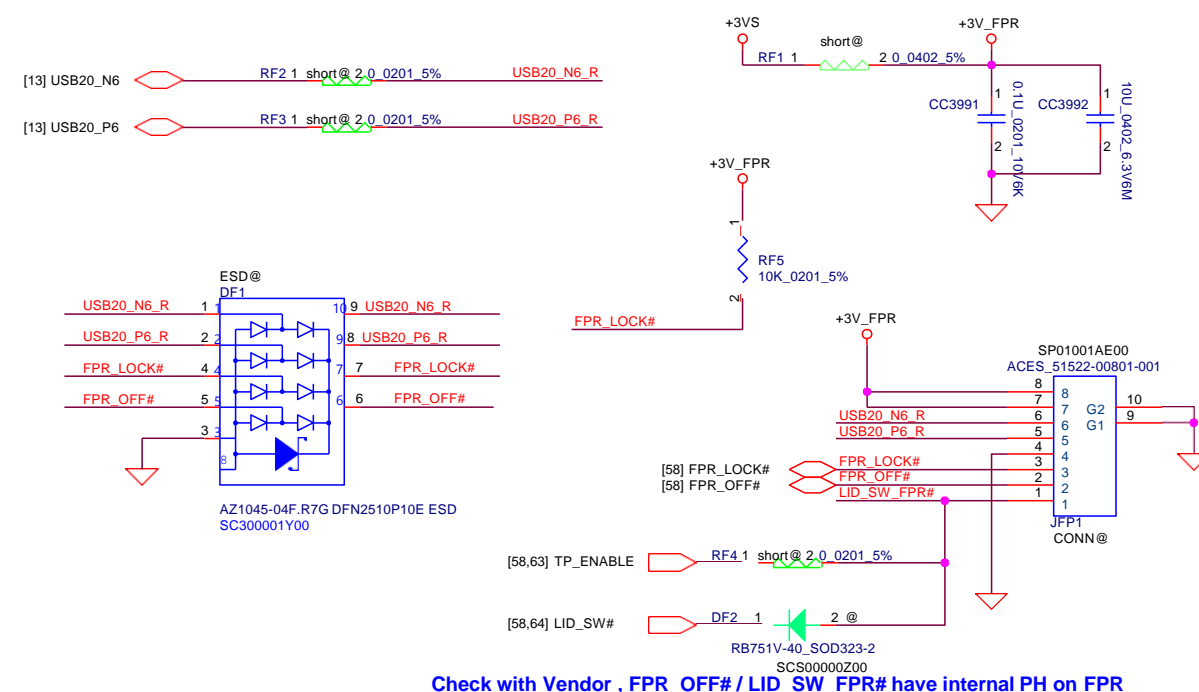 +3VS
+3V_FPR
short@
RF1 1
2 0_0402_5%
[13] USB20_N6
RF2 1 short@ 2 0_0201_5%
USB20_N6_R
[13] USB20_P6
RF3 1 short@ 2 0_0201_5%
USB20_P6_R
CC3991
1
2
0.1U_0201_10V6K
CC3992
1
2
10U_0402_6.3V6M
+3V_FPR
1
RF5
10K_0201_5%
2
FPR_LOCK#
ESD@
DF1
USB20_N6_R 1 1 10 9 USB20_N6_R
USB20_P6_R 2 2 9 8 USB20_P6_R
FPR_LOCK# 4 4 7 7 FPR_LOCK#
FPR_OFF# 5 5 6 6 FPR_OFF#
3 3
8
AZ1045-04F.R7G DFN2510P10E ESD
SC300001Y00
+3V_FPR
SP01001AE00
ACES_51522-00801-001
8 8
7 7 G2 10
USB20_N6_R 6 6 G1 9
USB20_P6_R 5 5
4 4
[58] FPR_LOCK# FPR_LOCK# 3 3
[58] FPR_OFF# FPR_OFF# 2 2
LID_SW_FPR# 1 1
JFP1
CONN@
[58,63] TP_ENABLE RF4 1 short@ 2 0_0201_5%
[58,64] LID_SW# DF2 1 2 @
RB751V-40_SOD323-2
SCS00000Z00
Check with Vendor , FPR_OFF# / LID_SW_FPR# have internal PH on FPR